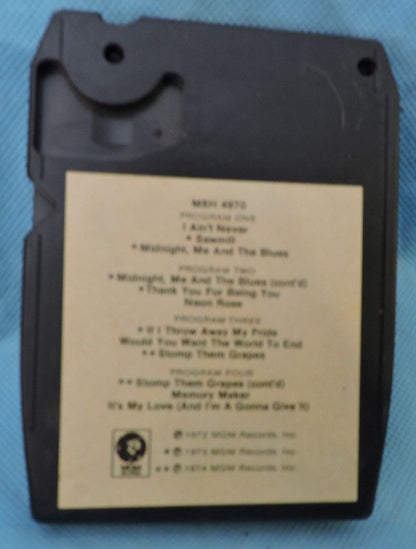 M8H 4970
PROGRAM ONE
I Ain't Never
* Sawmill
* Midnight, Me And The Blues
PROGRAM TWO
* Midnight, Me And The Blues (cont'd)
* Thank You For Being You
Neon Rose
PROGRAM THREE
* If I Throw Away My Pride
Would You Want The World To End
** Stomp Them Grapes
PROGRAM FOUR
** Stomp Them Grapes (cont'd)
Memory Maker
It's My Love (And I'm A Gonna Give It)
℗ 1972 MGM Records, Inc.
* ℗ 1973 MGM Records, Inc.
** ℗ 1974 MGM Records, Inc.
MGM